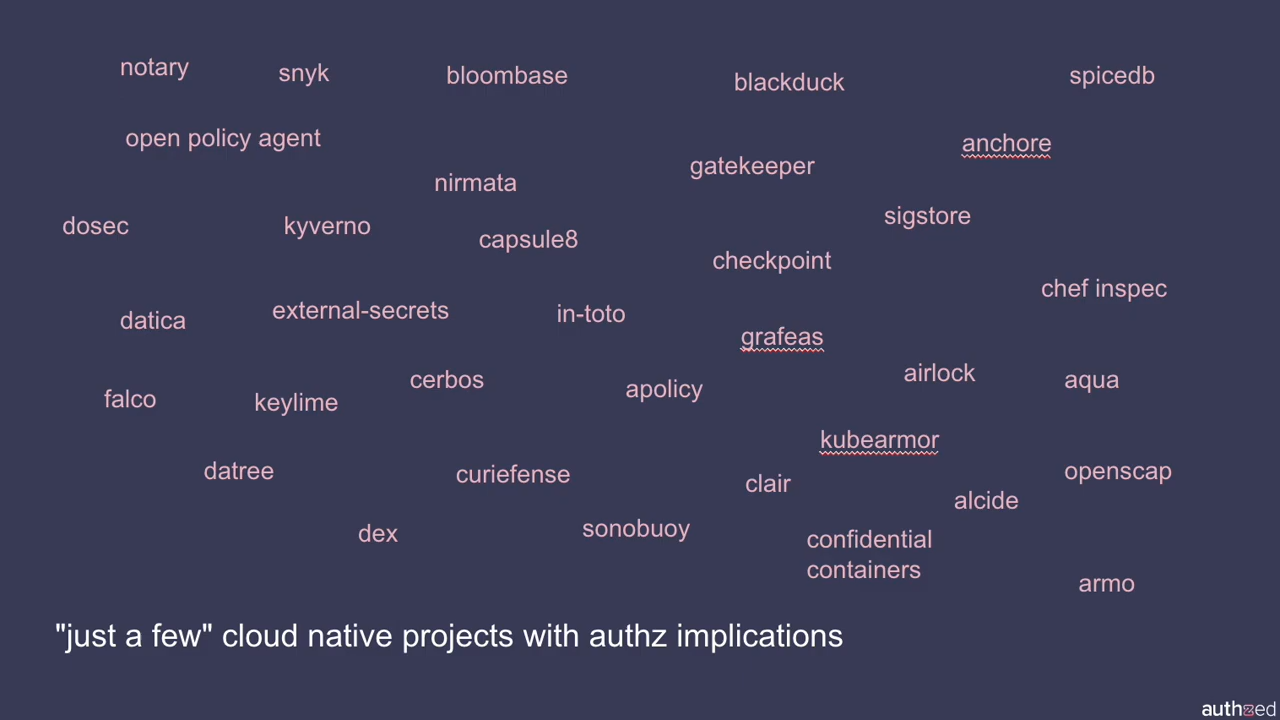 notary
snyk
bloombase
blackduck
spicedb
open policy agent
anchore
gatekeeper
nirmata
sigstore
dosec
kyverno
capsule8
checkpoint
chef inspec
datica
external-secrets
in-toto
grafeas
airlock
aqua
cerbos
apolicy
falco
keylime
kubearmor
datree
curiefense
clair
openscap
alcide
dex
sonobuoy
confidential
containers
armo
"just a few" cloud native projects with authz implications
authzed